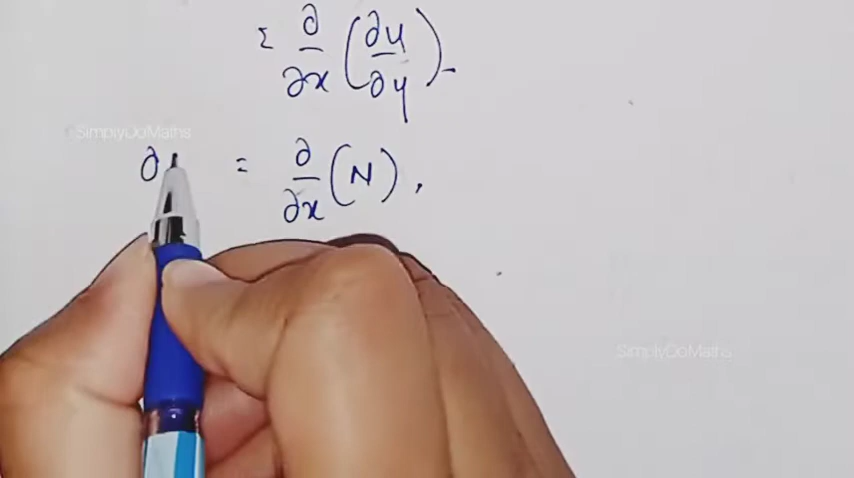 = ∂/∂x (∂u/∂y).
SimplyDoMaths
∂ = ∂/∂x (N),
SimplyDoMaths